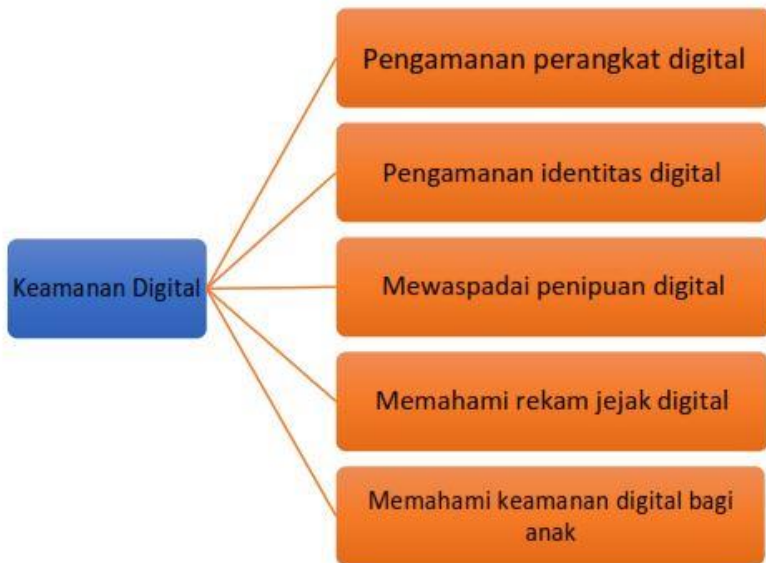 Keamanan Digital
Pengamanan perangkat digital
Pengamanan identitas digital
Mewaspadai penipuan digital
Memahami rekam jejak digital
Memahami keamanan digital bagi
anak